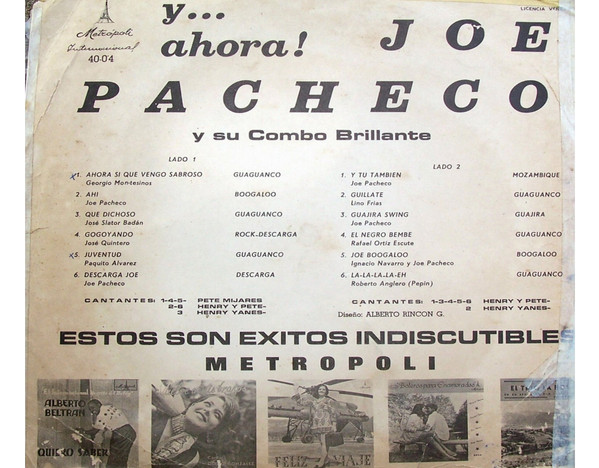 y...
ahora!
JOE
PACHECO
y su Combo Brillante
Metropoli
Internacional
40-04
LICENCIA
LADO 1
1. AHORA SI QUE VENGO SABROSO GUAGUANCO
Georgio Montesinos
2. AHI BOOGALOO
Joe Pacheco
3. QUE DICHOSO GUAGUANCO
José Slator Badán
4. GOGOYANDO ROCK-DESCARGA
José Quintero
5. JUVENTUD GUAGUANCO
Paquito Alvarez
6. DESCARGA JOE DESCARGA
Joe Pacheco
CANTANTES: 1-4-5- PETE MIJARES
2-6 HENRY Y PETE-
3 HENRY YANES-
LADO 2
1. Y TU TAMBIEN MOZAMBIQUE
Joe Pacheco
2. GUILLATE GUAGUANCO
Lino Frias
3. GUAJIRA SWING GUAJIRA
Joe Pacheco
4. EL NEGRO BEMBE GUAGUANCO
Rafael Ortiz Escuta
5. JOE BOOGALOO BOOGALOO
Ignacio Navarro y Joe Pacheco
6. LA-LA-LA-LA-EH GUAGUANCO
Roberto Anglero (Pepin)
CANTANTES: 1-3-4-5-6 HENRY Y PETE-
2 HENRY YANES-
Diseño: ALBERTO RINCON G.
ESTOS SON EXITOS INDISCUTIBLE
METROPOLI
ALBERTO
BELTRAN
QUIERO SABER
FELIZ VIAJE